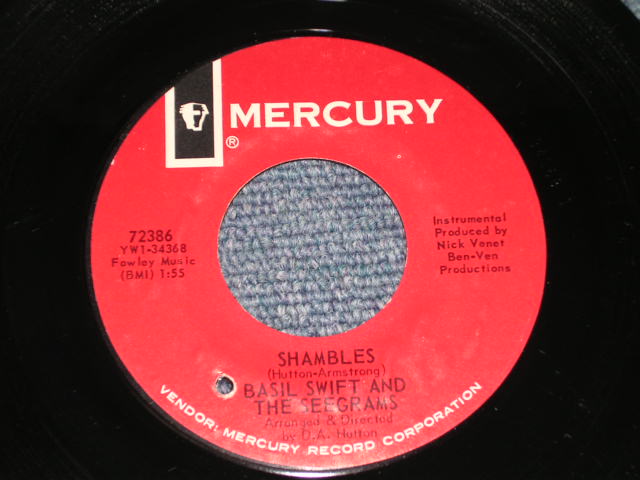 MERCURY
®
72386
YW1-34368
Fowley Music
(BMI) 1:55
Instrumental
Produced by
Nick Venet
Ben-Ven
Productions
SHAMBLES
(Hutton-Armstrong)
BASIL SWIFT AND
THE SEEGRAMS
Arranged & Directed
by D.A. Hutton
VENDOR: MERCURY RECORD CORPORATION